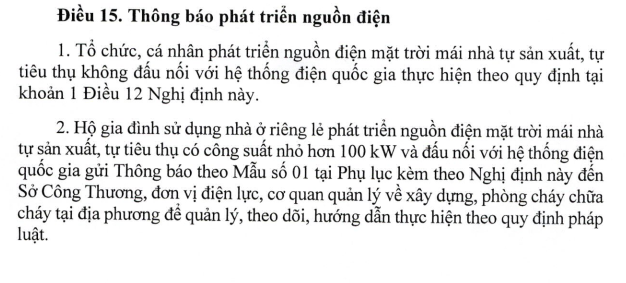 Điều 15. Thông báo phát triển nguồn điện
1. Tổ chức, cá nhân phát triển nguồn điện mặt trời mái nhà tự sản xuất, tự
tiêu thụ không đấu nối với hệ thống điện quốc gia thực hiện theo quy định tại
khoản 1 Điều 12 Nghị định này.
2. Hộ gia đình sử dụng nhà ở riêng lẻ phát triển nguồn điện mặt trời mái nhà
tự sản xuất, tự tiêu thụ có công suất nhỏ hơn 100 kW và đấu nối với hệ thống điện
quốc gia gửi Thông báo theo Mẫu số 01 tại Phụ lục kèm theo Nghị định này đến
Sở Công Thương, đơn vị điện lực, cơ quan quản lý về xây dựng, phòng cháy chữa
cháy tại địa phương để quản lý, theo dõi, hướng dẫn thực hiện theo quy định pháp
luật.